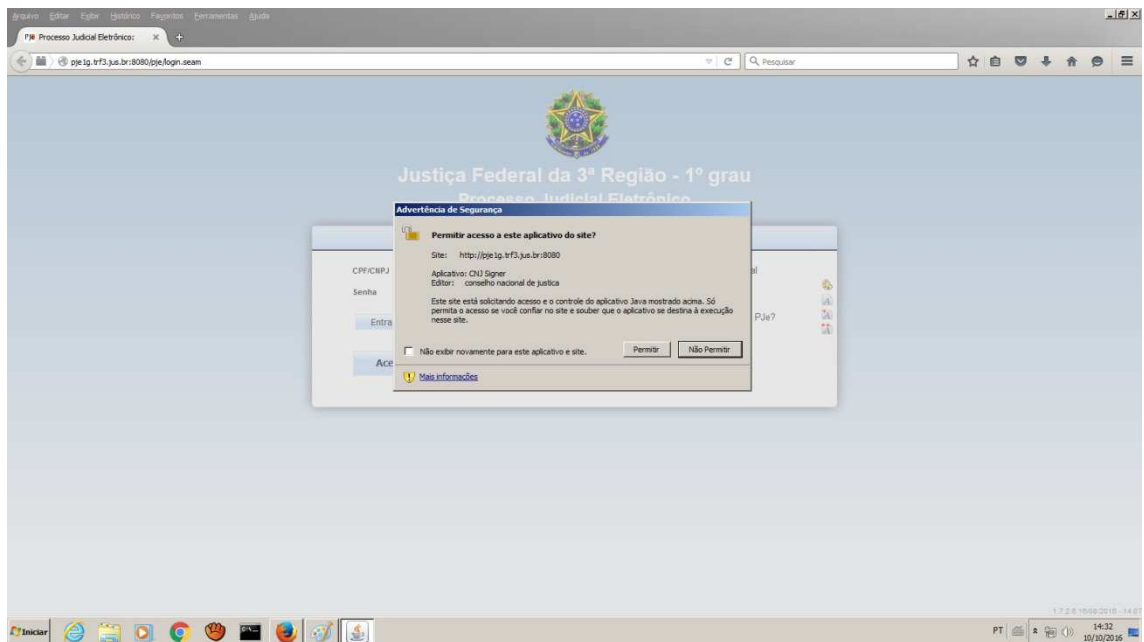 Arquivo Editar Exibir Histórico Favoritos Ferramentas Ajuda
PJe Processo Judicial Eletrônico:
pje1g.trf3.jus.br:8080/pje/login.seam
Pesquisar
Justiça Federal da 3ª Região - 1º grau
Processo Judicial Eletrônico
Advertência de Segurança
Permitir acesso a este aplicativo do site?
Site: http://pje1g.trf3.jus.br:8080
CPF/CNPJ
Aplicativo: CNJ Signer
Editor: conselho nacional de justica
Senha
Este site está solicitando acesso e o controle do aplicativo Java mostrado acima. Só
permita o acesso se você confiar no site e souber que o aplicativo se destina à execução
nesse site.
PJe?
Entra
Não exibir novamente para este aplicativo e site.
Permitir
Não Permitir
Ace
Mais informações
Iniciar
PT
14:32
10/10/2016